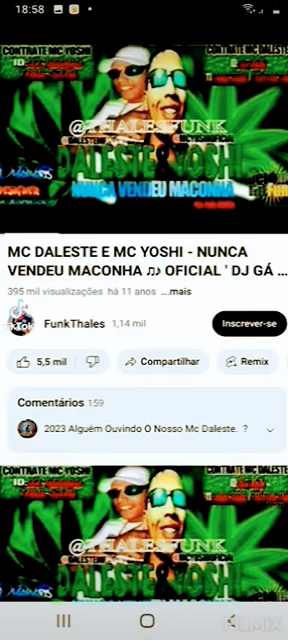 18:58
CONTRATE MC YOSHI
CONTRATE MC DALESTE
@THALESFUNK
DALESTE & YOSHI
NUNCA VENDEU MACONHA
MC DALESTE E MC YOSHI - NUNCA
VENDEU MACONHA ♫♪ OFICIAL ' DJ GÁ ...
395 mil visualizações há 11 anos ...mais
FunkThales 1,14 mil
Inscrever-se
5,5 mil
Compartilhar
Remix
Comentários 159
2023 Alguém Ouvindo O Nosso Mc Daleste. ?
CONTRATE MC YOSHI
CONTRATE MC DALESTE
@THALESFUNK
DALESTE & YOSHI